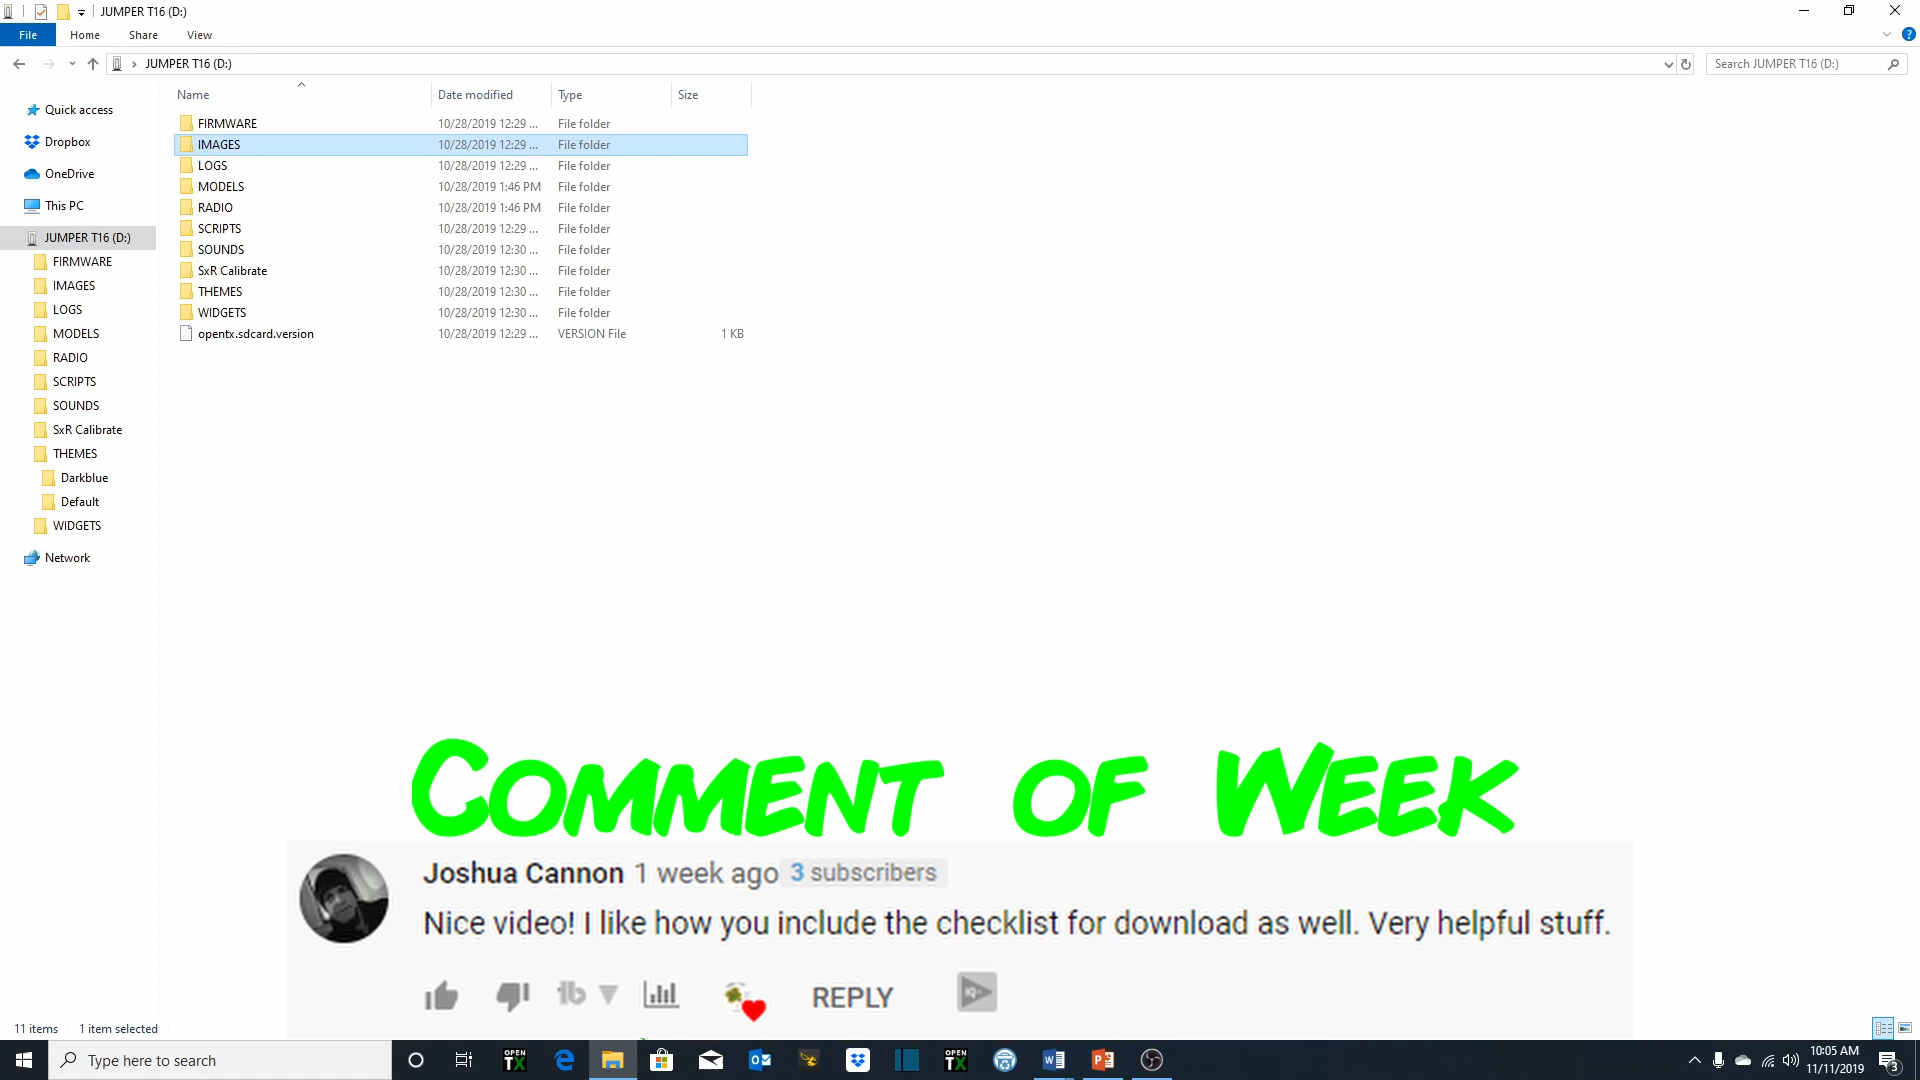 JUMPER T16 (D:)
File Home Share View
JUMPER T16 (D:)
Search JUMPER T16 (D:)
Quick access
Dropbox
OneDrive
This PC
JUMPER T16 (D:)
FIRMWARE
IMAGES
LOGS
MODELS
RADIO
SCRIPTS
SOUNDS
SxR Calibrate
THEMES
Darkblue
Default
WIDGETS
Network
Name Date modified Type Size
FIRMWARE 10/28/2019 12:29 ... File folder
IMAGES 10/28/2019 12:29 ... File folder
LOGS 10/28/2019 12:29 ... File folder
MODELS 10/28/2019 1:46 PM File folder
RADIO 10/28/2019 1:46 PM File folder
SCRIPTS 10/28/2019 12:29 ... File folder
SOUNDS 10/28/2019 12:30 ... File folder
SxR Calibrate 10/28/2019 12:30 ... File folder
THEMES 10/28/2019 12:30 ... File folder
WIDGETS 10/28/2019 12:30 ... File folder
opentx.sdcard.version 10/28/2019 12:29 ... VERSION File 1 KB
COMMENT OF WEEK
Joshua Cannon 1 week ago 3 subscribers
Nice video! I like how you include the checklist for download as well. Very helpful stuff.
REPLY
11 items 1 item selected
Type here to search
OPEN TX
OPEN TX
10:05 AM
11/11/2019
3